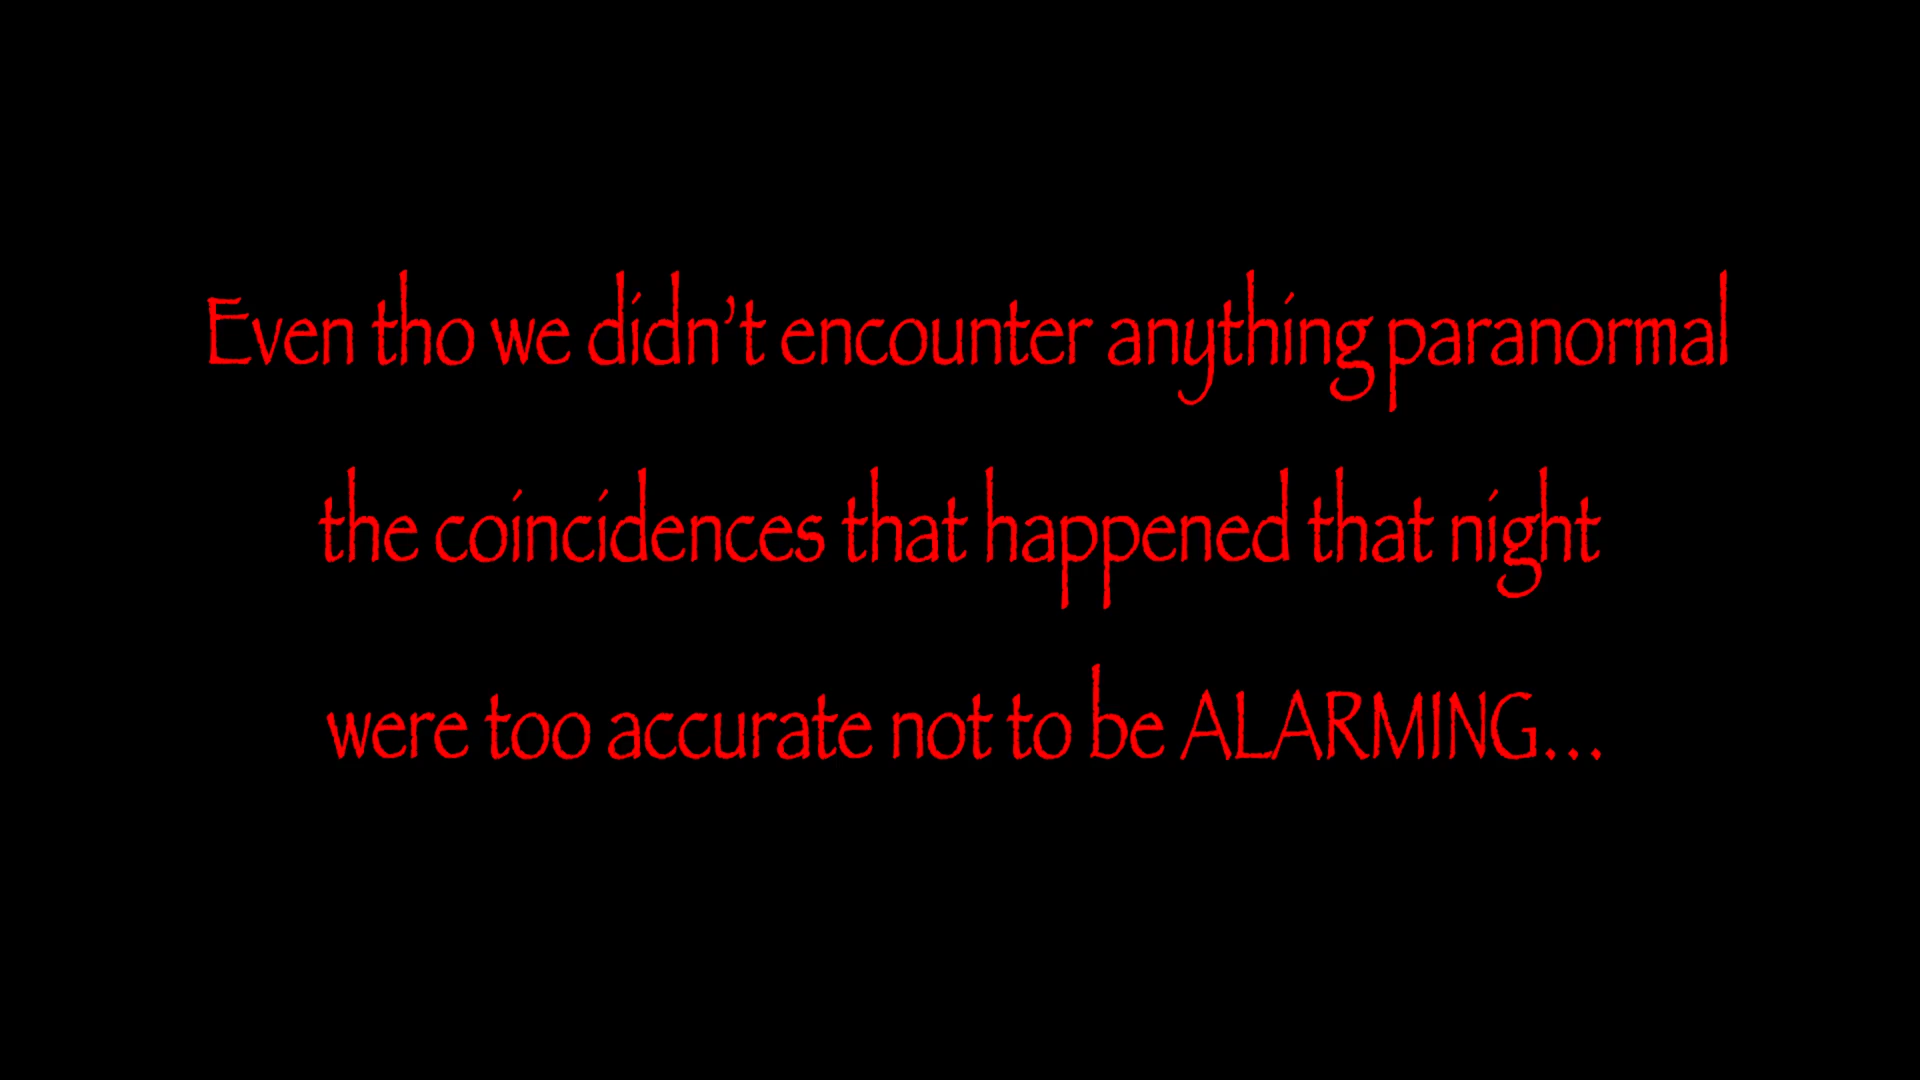 Even tho we didn't encounter anything paranormal
the coincidences that happened that night
were too accurate not to be ALARMING...